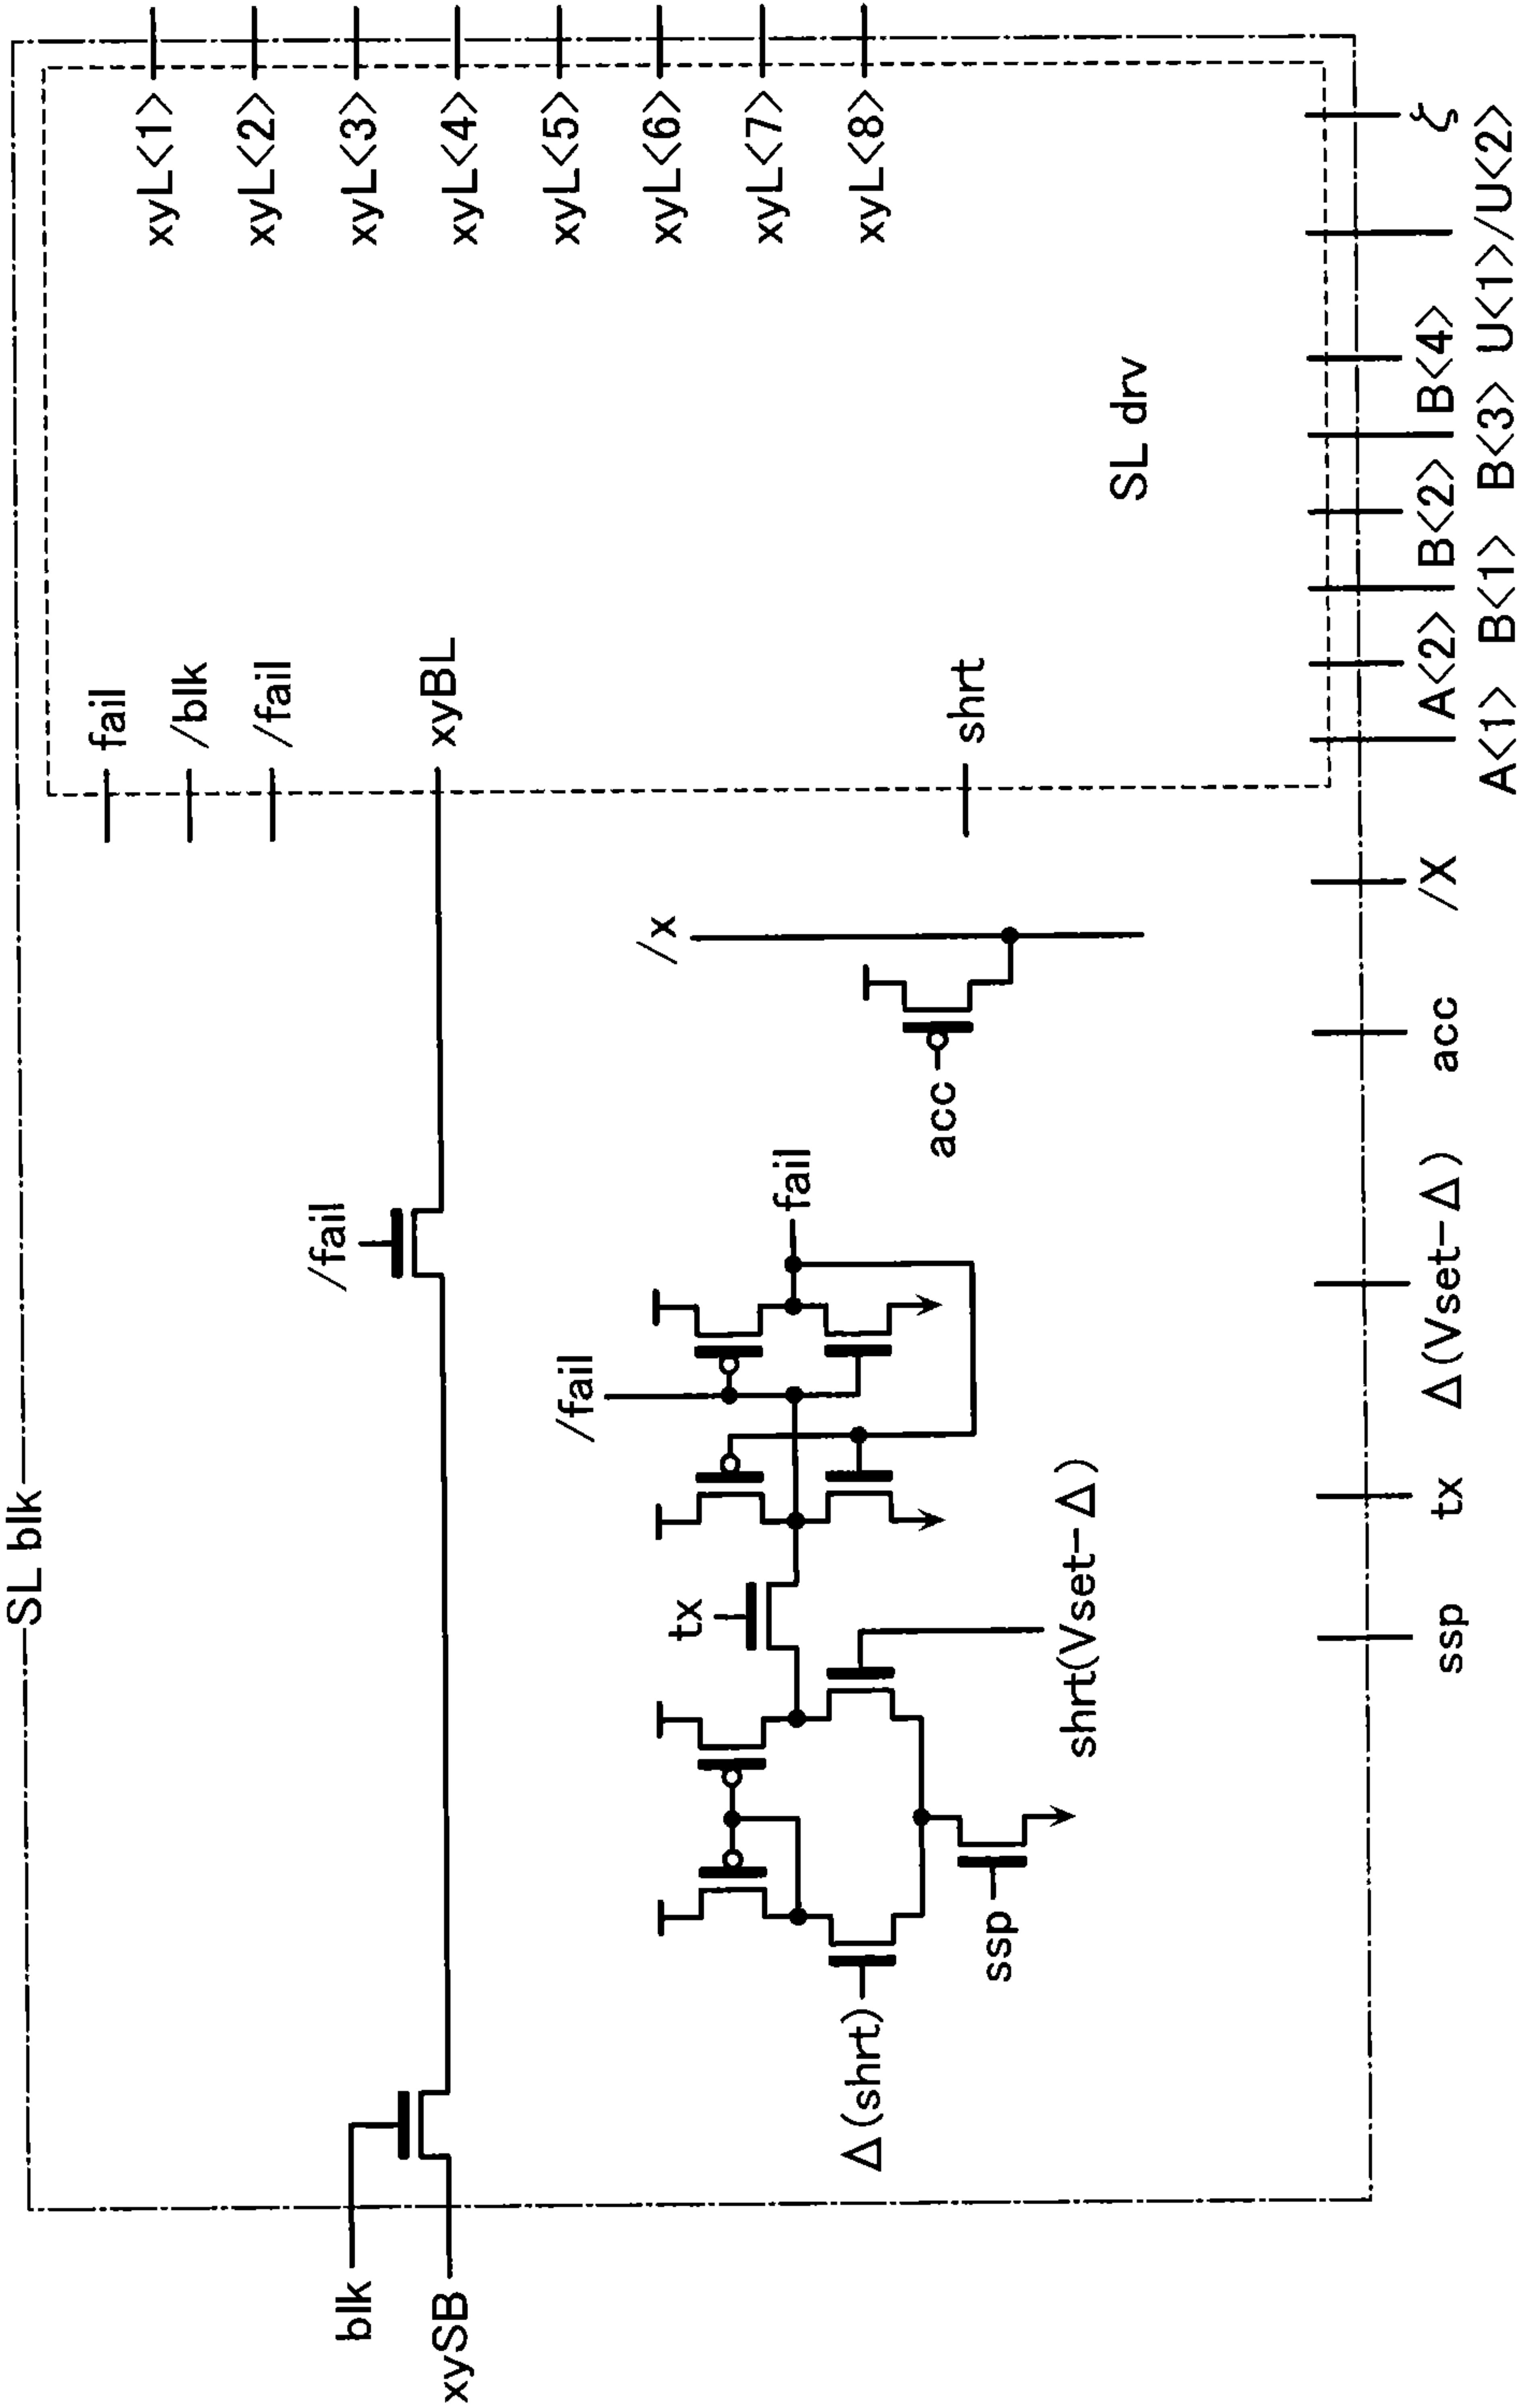 SL blk
fail
/blk
/fail
xyBL
shrt
xyL<1>
xyL<2>
xyL<3>
xyL<4>
xyL<5>
xyL<6>
xyL<7>
xyL<8>
SL drv
blk
xySB
/fail
/fail
fail
tx
Δ(shrt)
ssp
shrt(Vset-Δ)
acc
/x
ssp
tx
Δ(Vset-Δ)
acc
/X
A<2> B<2> B<4> ζ
A<1> B<1> B<3> U<1>/U<2>